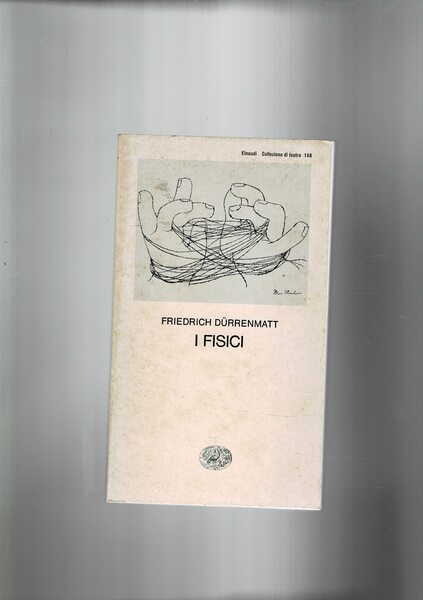 Einaudi Collezione di teatro 148
FRIEDRICH DÜRRENMATT
I FISICI